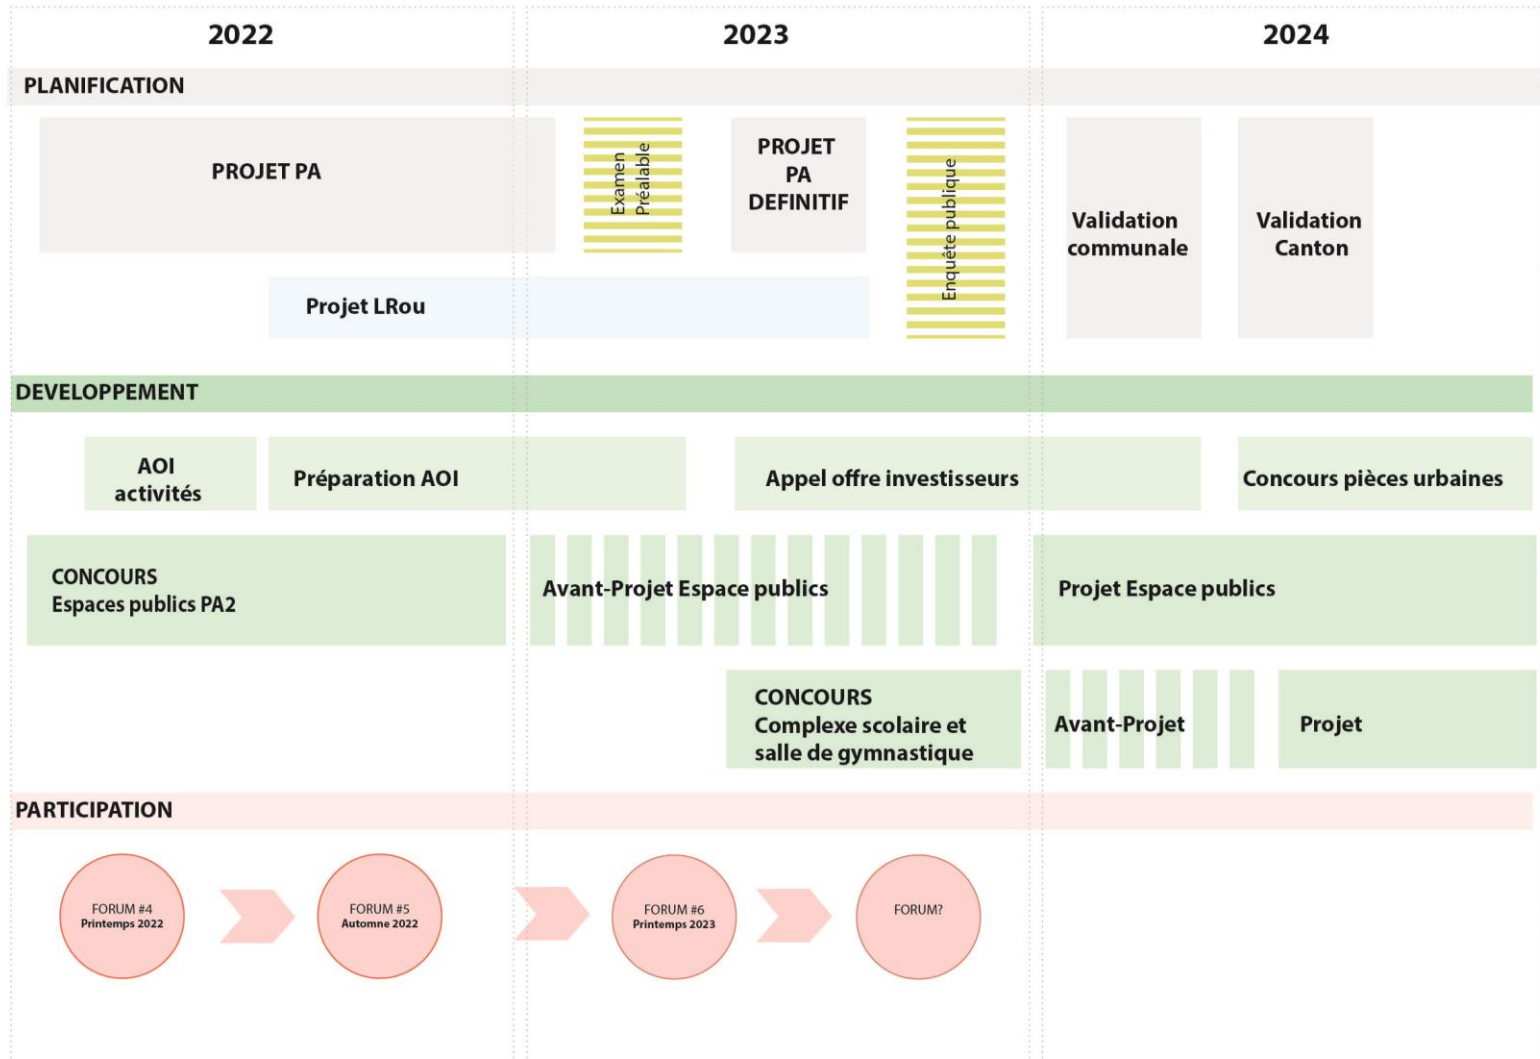 2022
2023
2024
PLANIFICATION
PROJET PA
Examen
Préalable
PROJET
PA
DEFINITIF
Enquête publique
Validation
communale
Validation
Canton
Projet LRou
DEVELOPPEMENT
AOI
activités
Préparation AOI
Appel offre investisseurs
Concours pièces urbaines
CONCOURS
Espaces publics PA2
Avant-Projet Espace publics
Projet Espace publics
CONCOURS
Complexe scolaire et
salle de gymnastique
Avant-Projet
Projet
PARTICIPATION
FORUM #4
Printemps 2022
FORUM #5
Automne 2022
FORUM #6
Printemps 2023
FORUM?